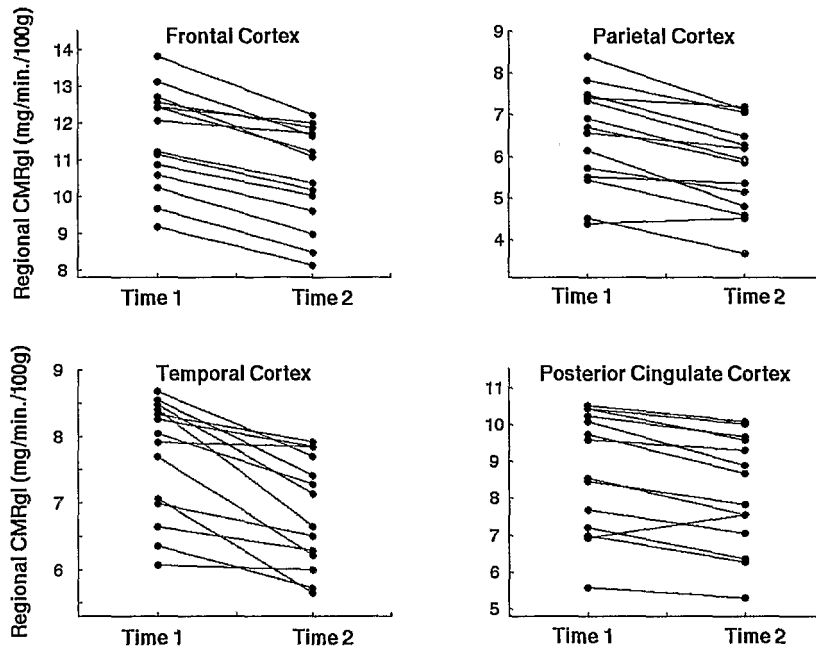 Frontal Cortex
Regional CMRgl (mg/min./100g)
14
13
12
11
10
9
8
Time 1
Time 2
Parietal Cortex
9
8
7
6
5
4
Time 1
Time 2
Temporal Cortex
Regional CMRgl (mg/min./100g)
9
8
7
6
Time 1
Time 2
Posterior Cingulate Cortex
11
10
9
8
7
6
5
Time 1
Time 2